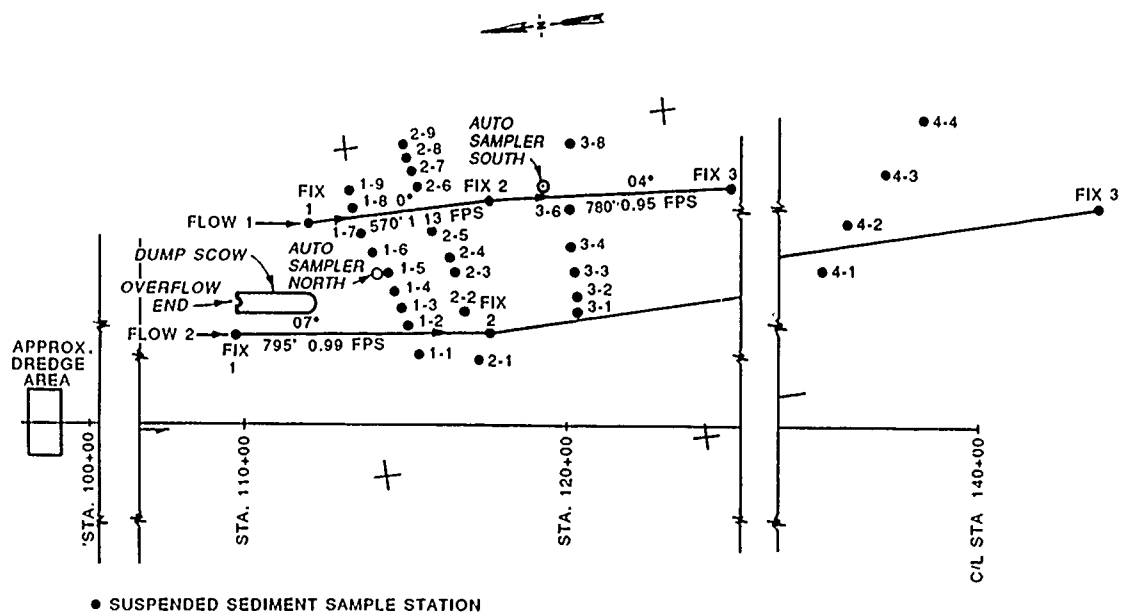 N
2-9
2-8
2-7
2-6
AUTO
SAMPLER
SOUTH
3-8
4-4
4-3
4-2
4-1
FIX
1
1-9
1-8
0°
FIX 2
04°
FIX 3
FIX 3
FLOW 1
570' 1 13 FPS
3-6
780' 0.95 FPS
1-7
1-6
2-5
2-4
2-3
3-4
3-3
3-2
3-1
DUMP SCOW
AUTO
SAMPLER
NORTH
1-5
1-4
1-3
1-2
2-2
FIX
2
OVERFLOW
END
07°
FLOW 2
FIX
1
795' 0.99 FPS
1-1
2-1
APPROX.
DREDGE
AREA
STA. 100+00
STA. 110+00
STA. 120+00
C/L STA 140+00
SUSPENDED SEDIMENT SAMPLE STATION